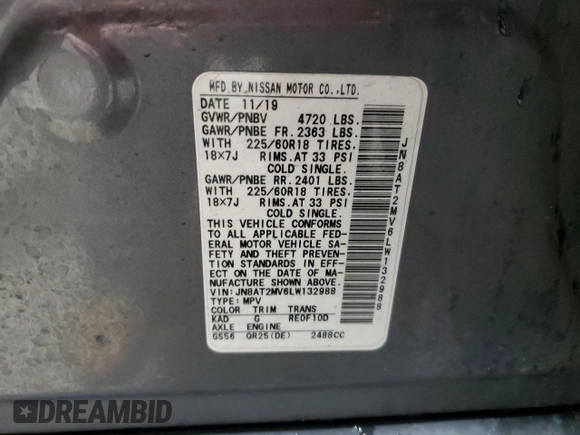 MFD BY NISSAN MOTOR CO.,LTD.
DATE 11/19
GVWR/PNBV 4720 LBS.
GAWR/PNBE FR. 2363 LBS.
WITH 225/60R18 TIRES.
18X7J RIMS.AT 33 PSI
COLD SINGLE.
GAWR/PNBE RR. 2401 LBS.
WITH 225/60R18 TIRES.
18X7J RIMS.AT 33 PSI
COLD SINGLE.
THIS VEHICLE CONFORMS
TO ALL APPLICABLE FED-
ERAL MOTOR VEHICLE SA-
FETY AND THEFT PREVEN-
TION STANDARDS IN EFF-
ECT ON THE DATE OF MA-
NUFACTURE SHOWN ABOVE.
VIN:JN8AT2MV6LW132988
TYPE:MPV
COLOR TRIM TRANS
KAD G RE0F10D
AXLE ENGINE
GS56 QR25(DE) 2488CC
JN8AT2MV6LW132988
DREAMBID